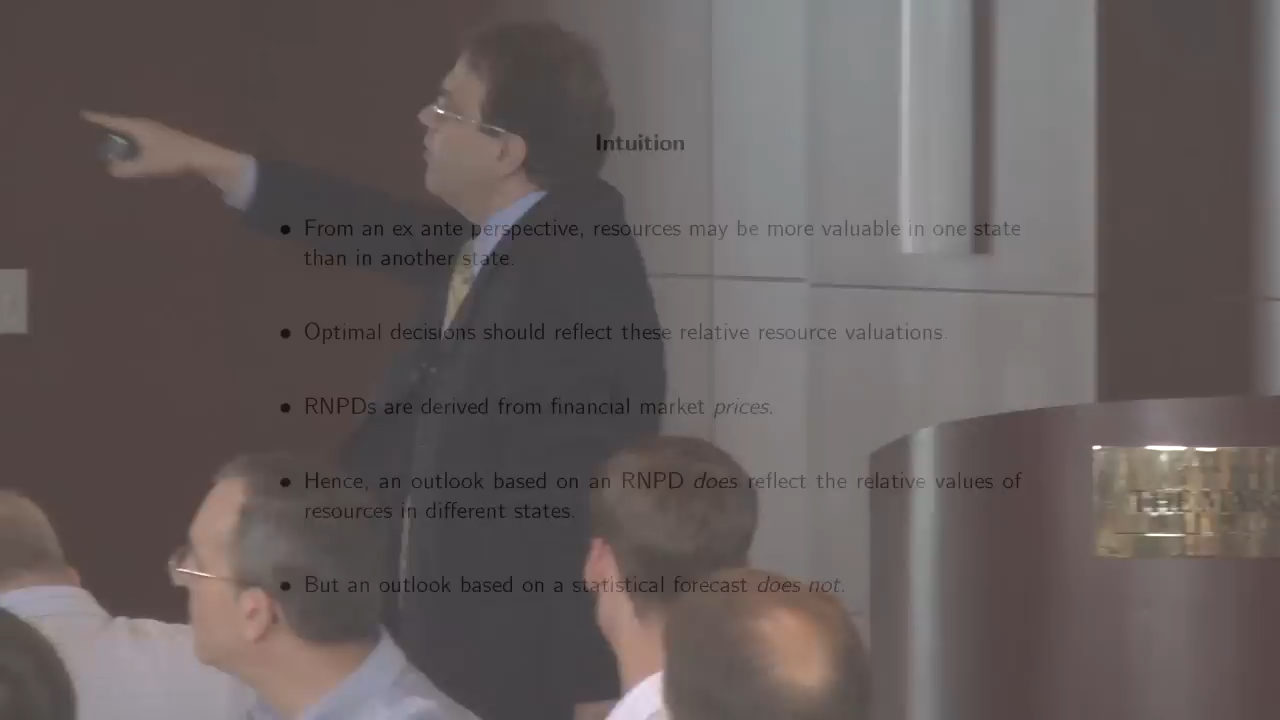 Intuition
• From an ex ante perspective, resources may be more valuable in one state
than in another state.
• Optimal decisions should reflect these relative resource valuations.
• RNPDs are derived from financial market prices.
• Hence, an outlook based on an RNPD does reflect the relative values of
resources in different states.
• But an outlook based on a statistical forecast does not.